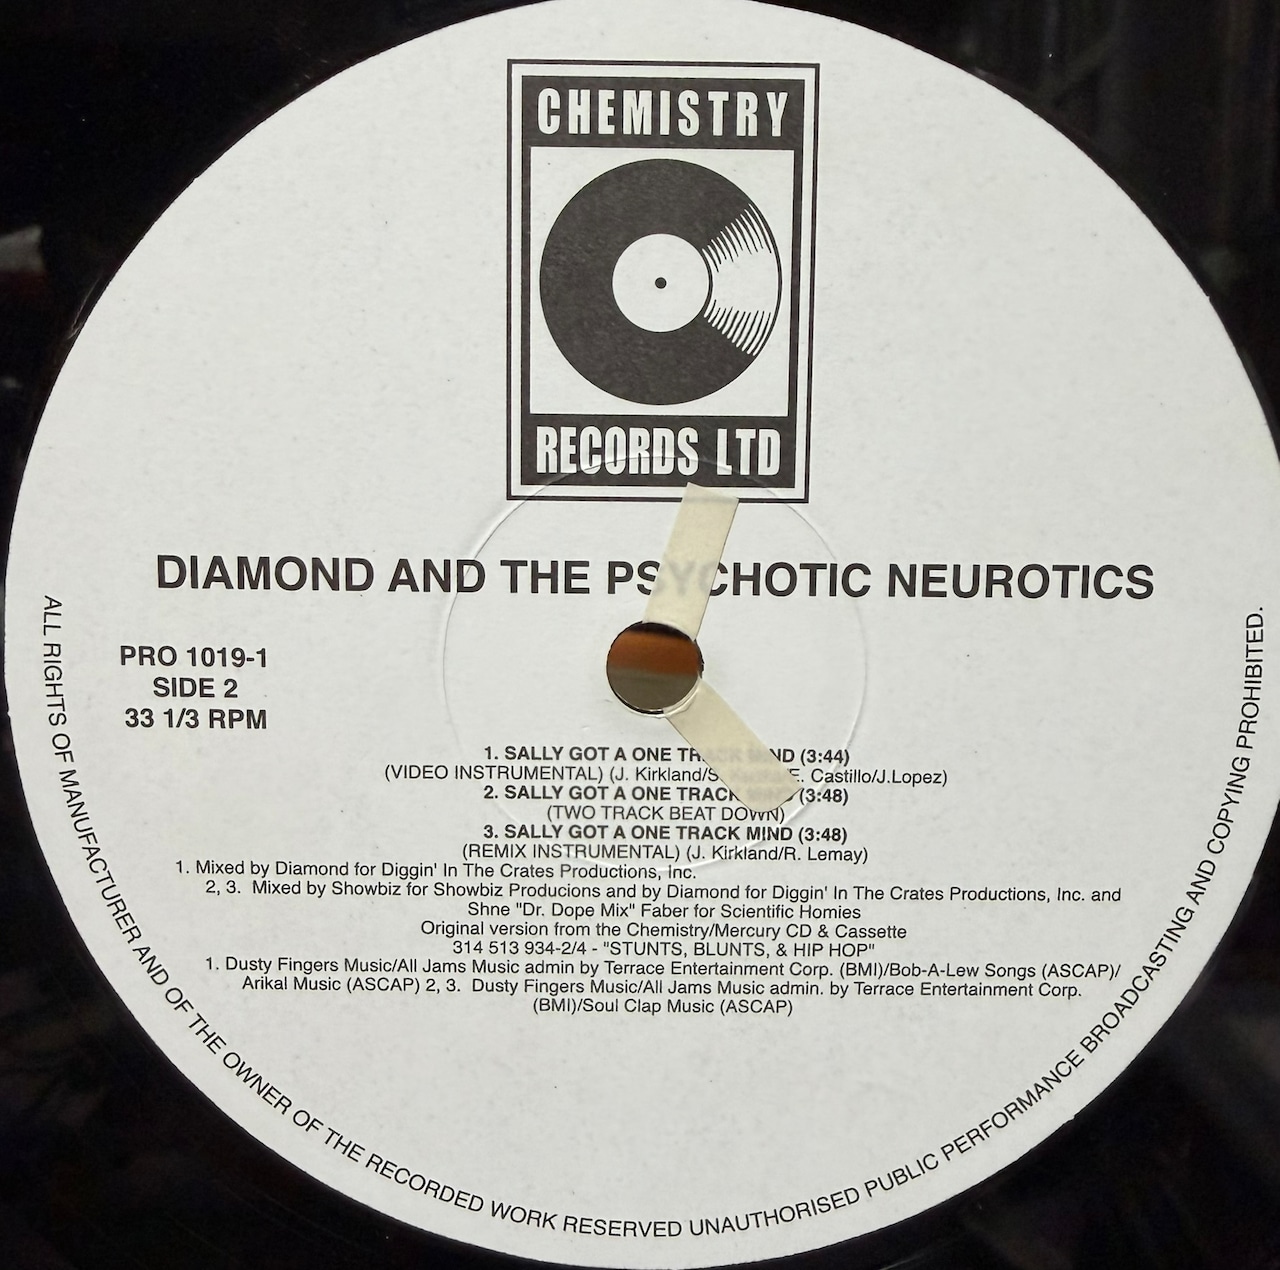 CHEMISTRY
RECORDS LTD
DIAMOND AND THE PSYCHOTIC NEUROTICS
PRO 1019-1
SIDE 2
33 1/3 RPM
1. SALLY GOT A ONE TRACK MIND (3:44)
(VIDEO INSTRUMENTAL) (J. Kirkland/S. E. Castillo/J.Lopez)
2. SALLY GOT A ONE TRACK MIND (3:48)
(TWO TRACK BEAT DOWN)
3. SALLY GOT A ONE TRACK MIND (3:48)
(REMIX INSTRUMENTAL) (J. Kirkland/R. Lemay)
1. Mixed by Diamond for Diggin' In The Crates Productions, Inc.
2, 3. Mixed by Showbiz for Showbiz Producions and by Diamond for Diggin' In The Crates Productions, Inc. and
Shne "Dr. Dope Mix" Faber for Scientific Homies
Original version from the Chemistry/Mercury CD & Cassette
314 513 934-2/4 - "STUNTS, BLUNTS, & HIP HOP"
1. Dusty Fingers Music/All Jams Music admin by Terrace Entertainment Corp. (BMI)/Bob-A-Lew Songs (ASCAP)/
Arikal Music (ASCAP) 2, 3. Dusty Fingers Music/All Jams Music admin. by Terrace Entertainment Corp.
(BMI)/Soul Clap Music (ASCAP)
ALL RIGHTS OF MANUFACTURER AND OF THE OWNER OF THE RECORDED WORK RESERVED UNAUTHORISED PUBLIC PERFORMANCE BROADCASTING AND COPYING PROHIBITED.